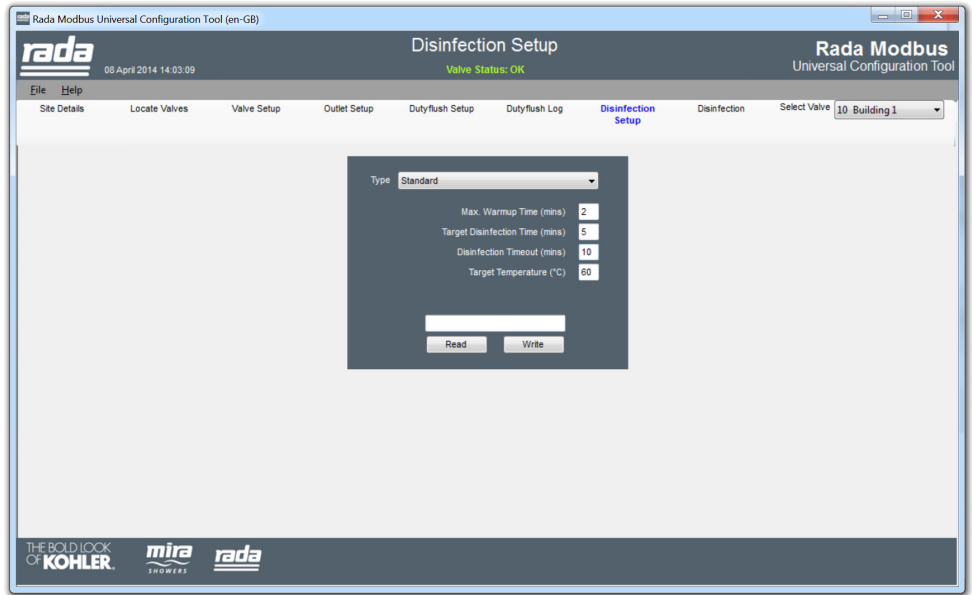 Rada Modbus Universal Configuration Tool (en-GB)
rada
08 April 2014 14:03:09
Disinfection Setup
Valve Status: OK
Rada Modbus
Universal Configuration Tool
File Help
Site Details Locate Valves Valve Setup Outlet Setup Dutyflush Setup Dutyflush Log Disinfection Setup Disinfection Select Valve 10 Building 1
Type Standard
Max. Warmup Time (mins) 2
Target Disinfection Time (mins) 5
Disinfection Timeout (mins) 10
Target Temperature (°C) 60
Read Write
THE BOLD LOOK
OF KOHLER.
mira
SHOWERS
rada